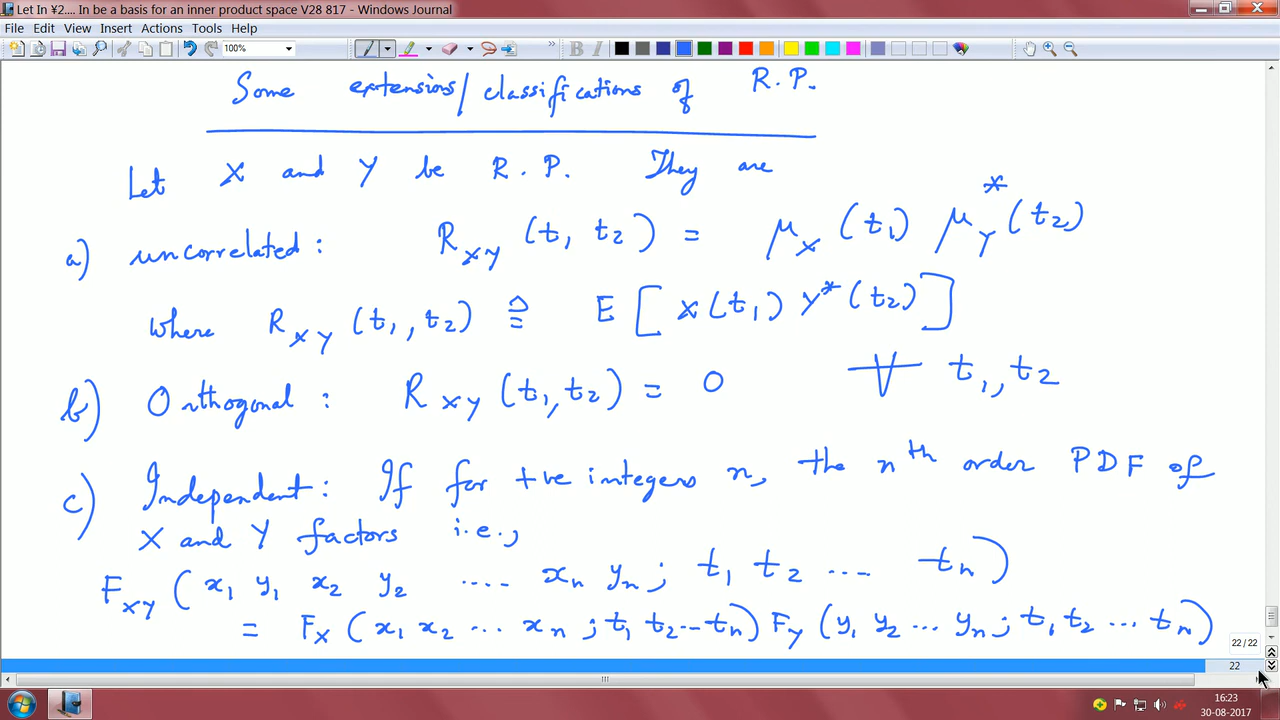 Let In ¥2.... In be a basis for an inner product space V28 817 - Windows Journal
File Edit View Insert Actions Tools Help
100%
Some extensions/classifications of R.P.
Let X and Y be R.P. They are
a) uncorrelated: R_XY (t1 t2) = μ_X (t1) μ_Y^* (t2)
where R_XY (t1, t2) ≙ E [X(t1) Y*(t2)]
b) Orthogonal: R_XY (t1, t2) = 0 ∀ t1, t2
c) Independent: If for +ve integers n, the nth order PDF of
X and Y factors i.e.,
F_XY (x1 y1 x2 y2 .... xn yn; t1 t2 ... tn)
= F_X (x1 x2 ... xn; t1 t2...tn) F_Y (y1 y2 ... yn; t1 t2 ... tn)
22/22
22
16:23
30-08-2017